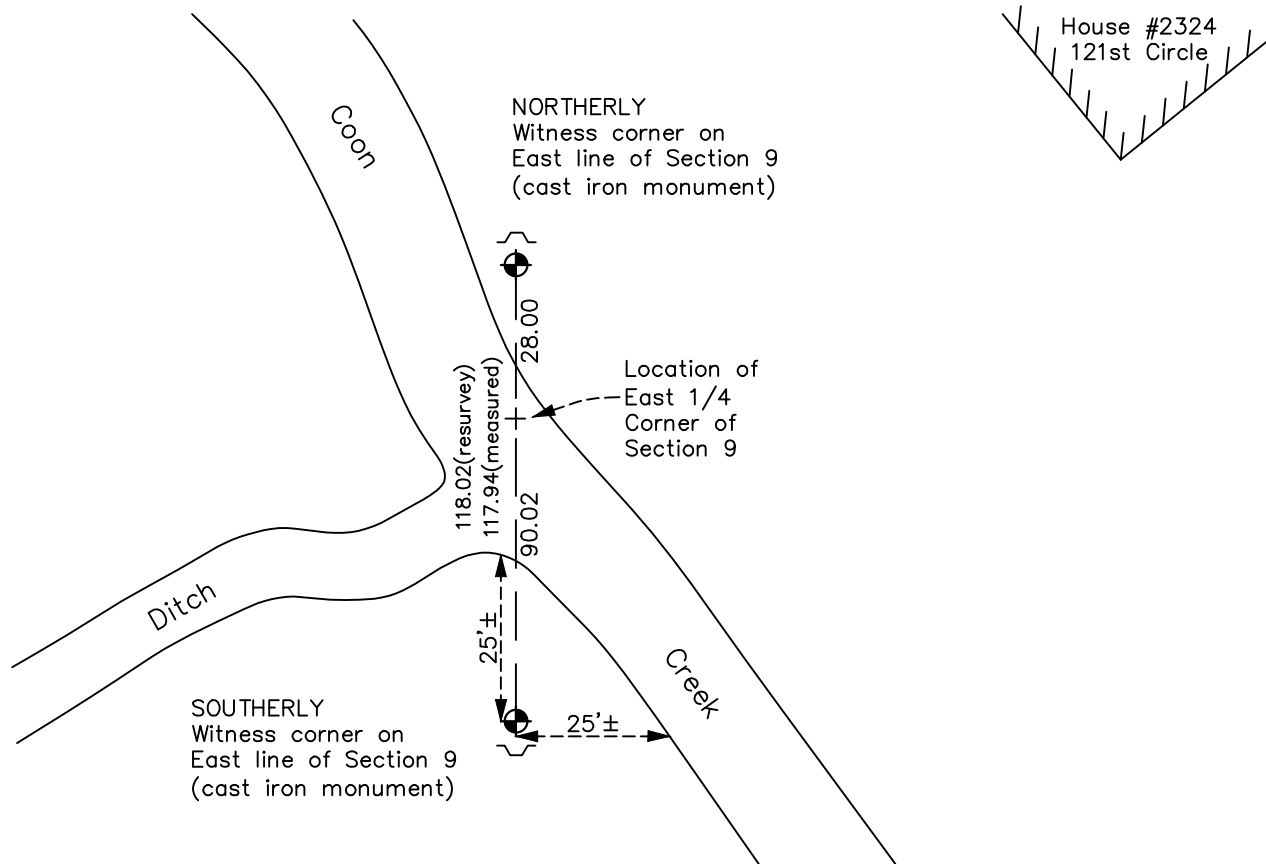 House #2324
121st Circle
Coon
NORTHERLY
Witness corner on
East line of Section 9
(cast iron monument)
28.00
118.02(resurvey)
117.94(measured)
Location of
East 1/4
Corner of
Section 9
90.02
Ditch
25'±
Creek
SOUTHERLY
Witness corner on
East line of Section 9
(cast iron monument)
25'±